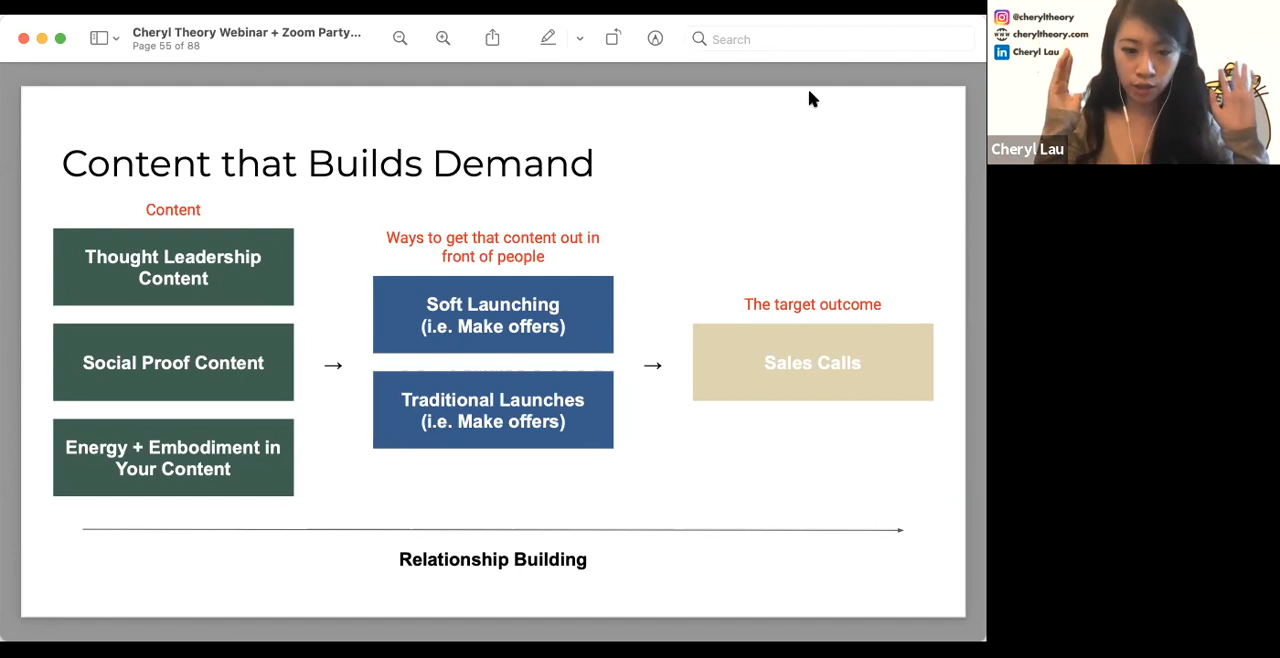 Cheryl Theory Webinar + Zoom Party...
Page 55 of 88
Search
@cheryltheory
cheryltheory.com
in Cheryl Lau
Cheryl Lau
Content that Builds Demand
Content
Thought Leadership
Content
Social Proof Content
Energy + Embodiment in
Your Content
→
Ways to get that content out in
front of people
Soft Launching
(i.e. Make offers)
Traditional Launches
(i.e. Make offers)
→
The target outcome
Sales Calls
Relationship Building